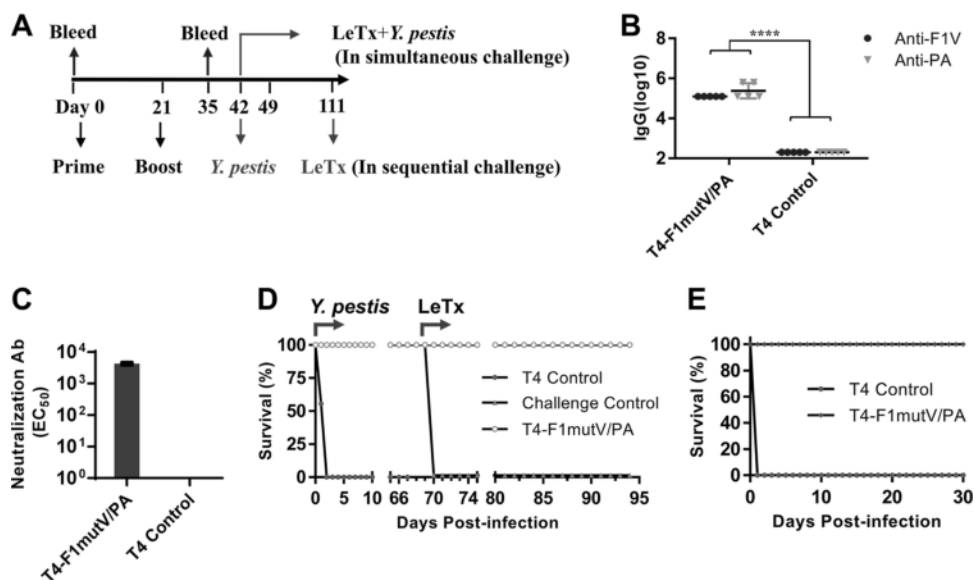 A
Bleed Bleed LeTx+Y. pestis
(In simultaneous challenge)
Day 0 21 35 42 49 111
Prime Boost Y. pestis LeTx (In sequential challenge)
B
**** Anti-F1V
Anti-PA
IgG(log10)
8
6
4
2
T4-F1mutV/PA
T4 Control
C
Neutralization Ab
(EC50)
10^4
10^3
10^2
10^1
10^0
T4-F1mutV/PA
T4 Control
D
Y. pestis LeTx
Survival (%)
100
75
50
25
0
T4 Control
Challenge Control
T4-F1mutV/PA
0 5 10 66 70 74 80 85 90 95
Days Post-infection
E
Survival (%)
100
80
60
40
20
0
T4 Control
T4-F1mutV/PA
0 10 20 30
Days Post-infection